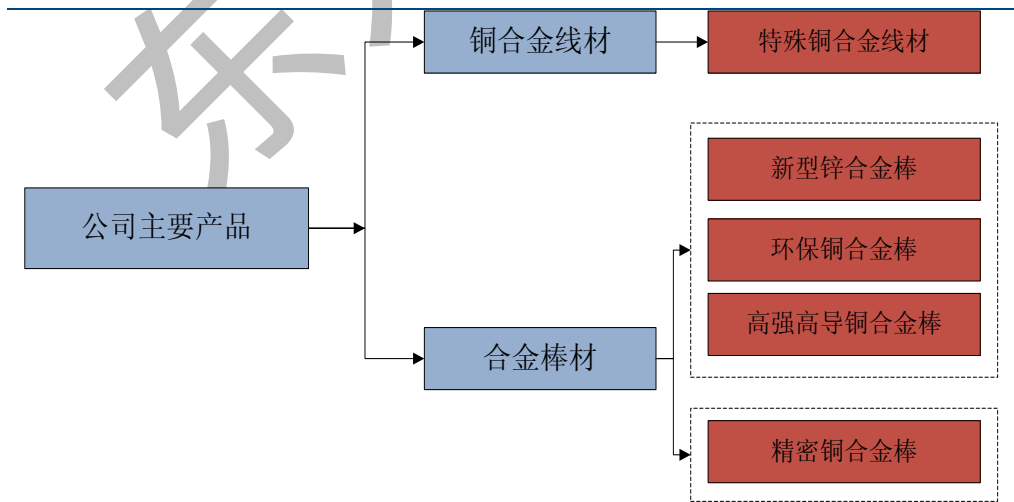 铜合金线材
特殊铜合金线材
新型锌合金棒
公司主要产品
环保铜合金棒
高强高导铜合金棒
合金棒材
精密铜合金棒
东